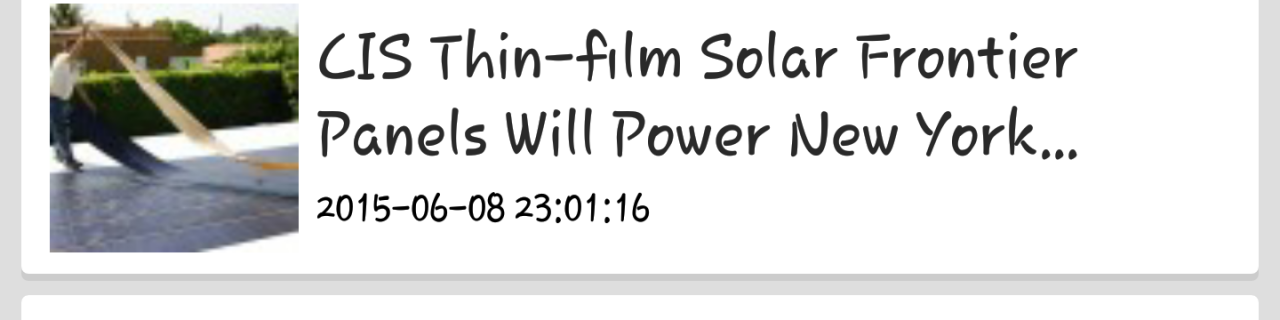 CIS Thin-film Solar Frontier
Panels Will Power New York...
2015-06-08 23:01:16